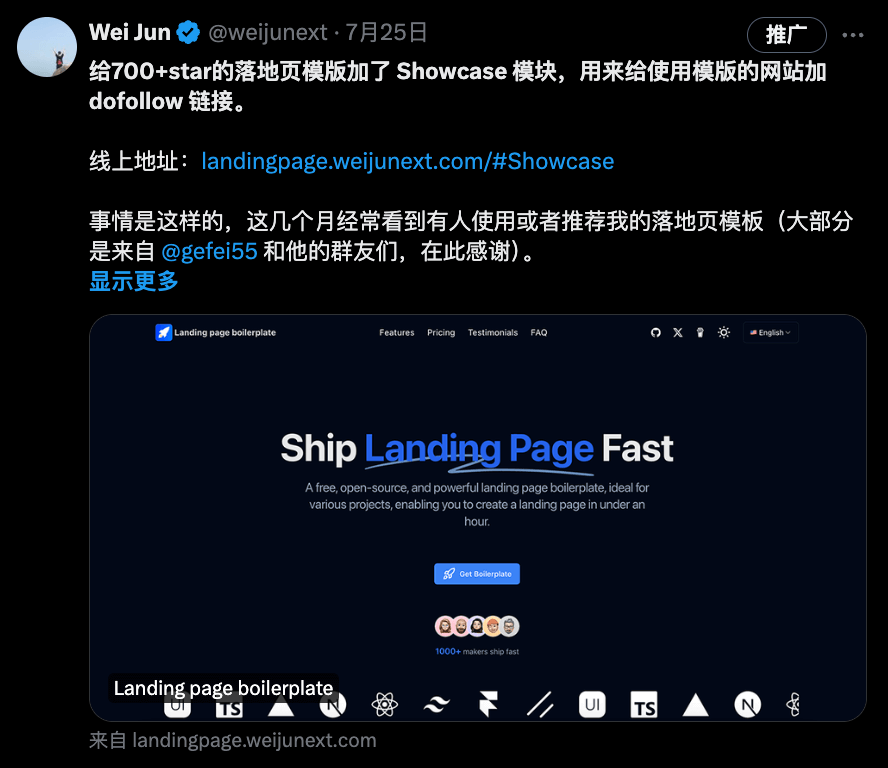 Wei Jun @weijunext · 7月25日
推广
给700+star的落地页模版加了 Showcase 模块，用来给使用模版的网站加
dofollow 链接。
线上地址：landingpage.weijunext.com/#Showcase
事情是这样的，这几个月经常看到有人使用或者推荐我的落地页模板（大部分
是来自 @gefei55 和他的群友们，在此感谢）。
显示更多
Landing page boilerplate
Features Pricing Testimonials FAQ
English
Ship Landing Page Fast
A free, open-source, and powerful landing page boilerplate, ideal for
various projects, enabling you to create a landing page in under an
hour.
Get Boilerplate
1000+ makers ship fast
Landing page boilerplate
UI TS N UI TS N
来自 landingpage.weijunext.com